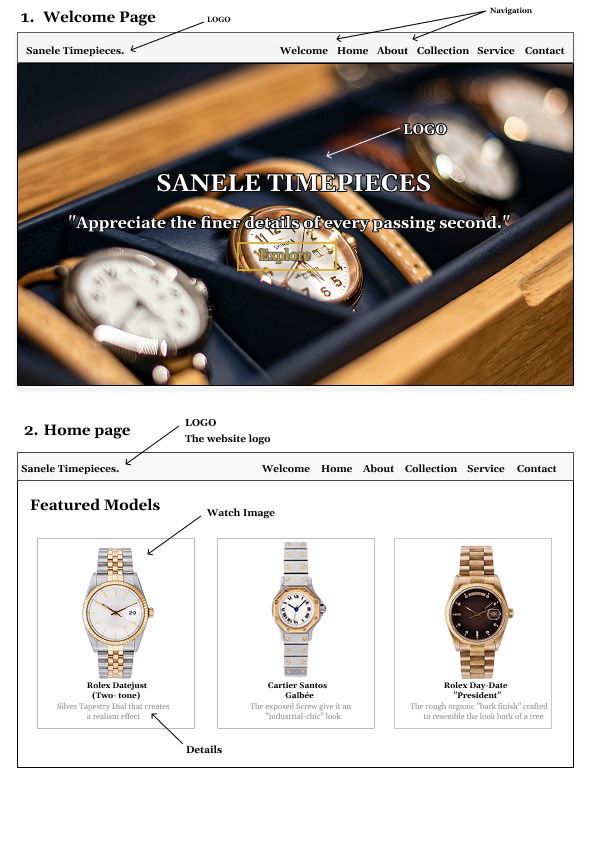 1. Welcome Page
LOGO
Navigation
Sanele Timepieces.
Welcome Home About Collection Service Contact
LOGO
SANELE TIMEPIECES
"Appreciate the finer details of every passing second."
Explore
2. Home page
LOGO
The website logo
Sanele Timepieces.
Welcome Home About Collection Service Contact
Featured Models
Watch Image
Rolex Datejust
(Two- tone)
Silver Tapestry Dial that creates
a realism effect
Cartier Santos
Galbée
The exposed Screw give it an
"industrial-chic" look
Rolex Day-Date
"President"
The rough organic "bark finish" crafted
to resemble the look bark of a tree
Details